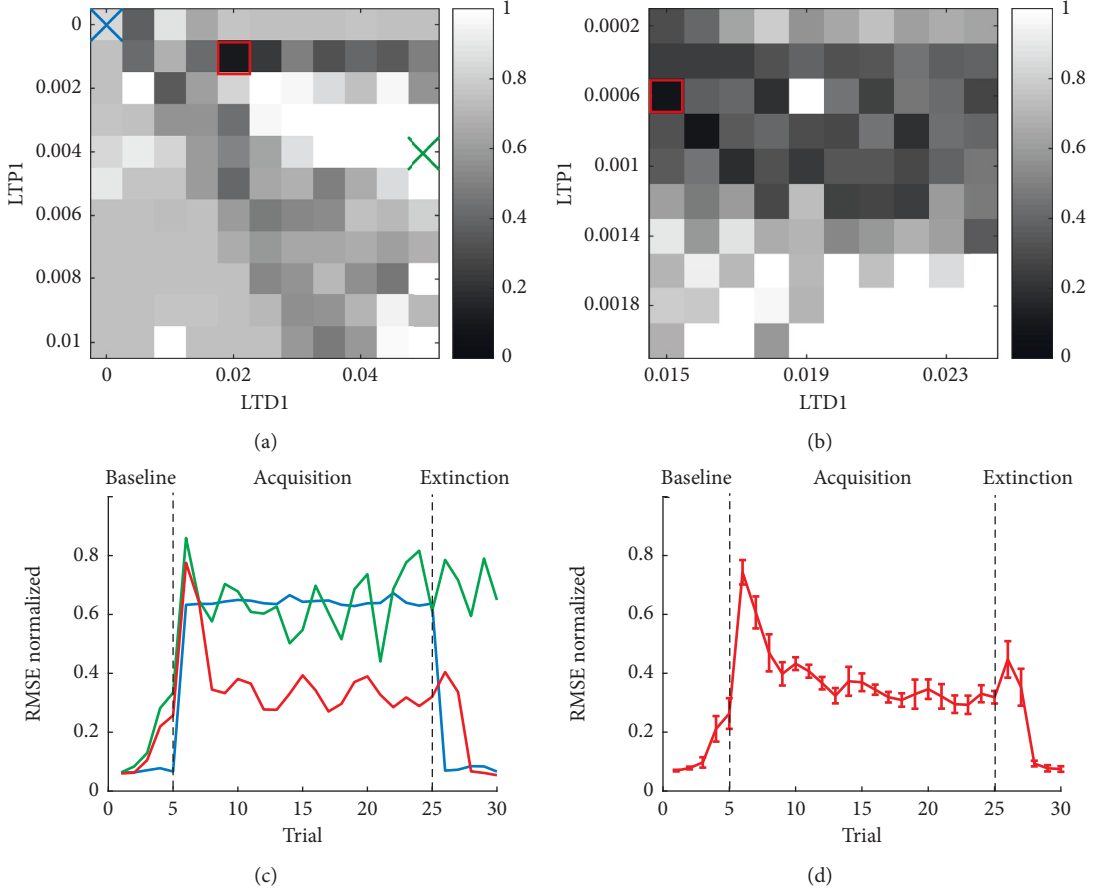 0
0.002
0.004
0.006
0.008
0.01
LTP1
0
0.02
0.04
LTD1
1
0.8
0.6
0.4
0.2
0
(a)
0.0002
0.0006
0.001
0.0014
0.0018
LTP1
0.015
0.019
0.023
LTD1
1
0.8
0.6
0.4
0.2
0
(b)
Baseline
Acquisition
Extinction
RMSE normalized
0.8
0.6
0.4
0.2
0
0
5
10
15
20
25
30
Trial
(c)
Baseline
Acquisition
Extinction
RMSE normalized
0.8
0.6
0.4
0.2
0
0
5
10
15
20
25
30
Trial
(d)